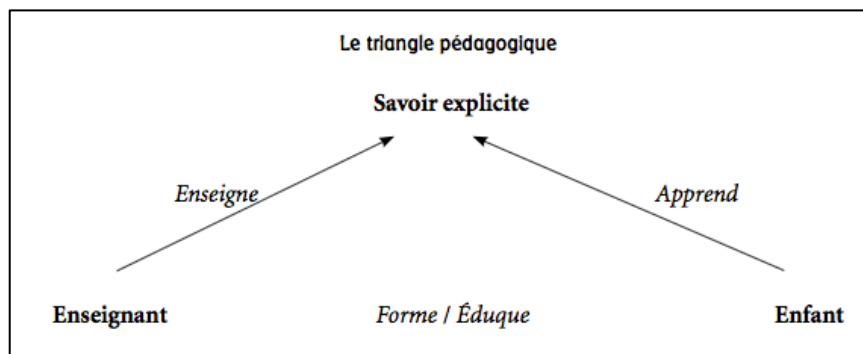 Le triangle pédagogique
Savoir explicite
Enseigne
Apprend
Enseignant
Forme / Éduque
Enfant